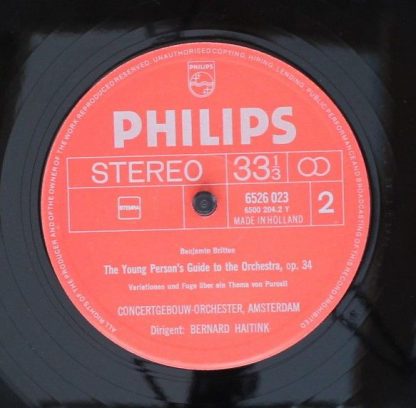 ALL RIGHTS OF THE PRODUCER AND OF THE OWNER OF THE WORK REPRODUCED RESERVED. UNAUTHORISED COPYING, HIRING, LENDING, PUBLIC PERFORMANCE AND BROADCASTING OF THIS RECORD PROHIBITED
PHILIPS
PHILIPS
STEREO 33 1/3
STEMRA 6526 023
6500 204.2 Y 2
MADE IN HOLLAND
Benjamin Britten
The Young Person's Guide to the Orchestra, op. 34
Variationen und Fuge über ein Thema von Purcell
CONCERTGEBOUW-ORCHESTER, AMSTERDAM
Dirigent: BERNARD HAITINK